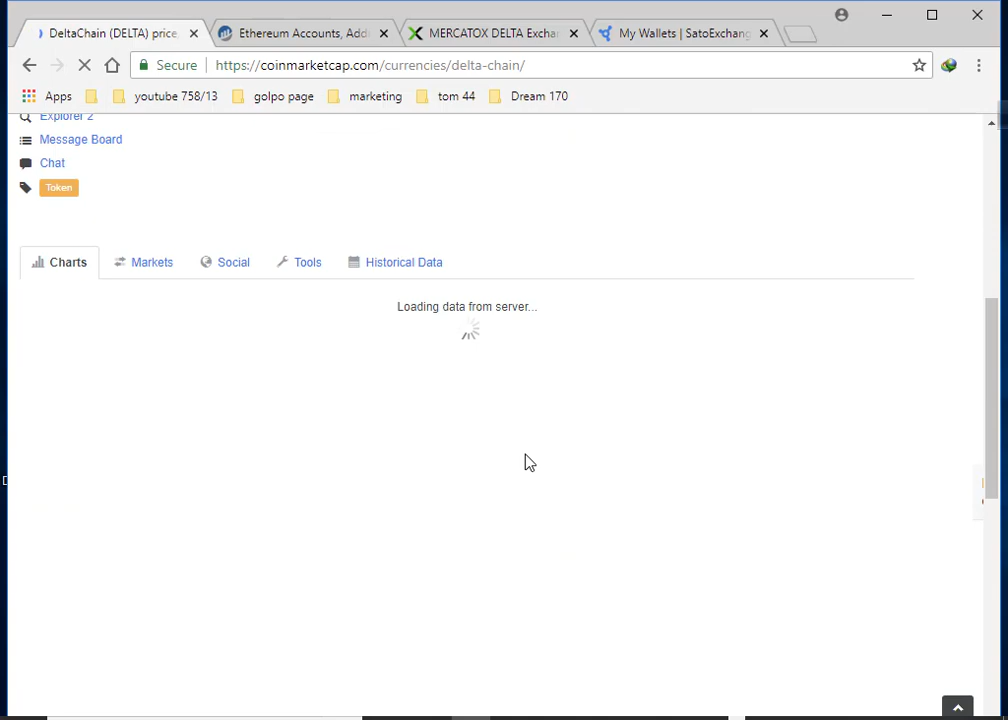 DeltaChain (DELTA) price,
Ethereum Accounts, Add
MERCATOX DELTA Exchan
My Wallets | SatoExchang
Secure
https://coinmarketcap.com/currencies/delta-chain/
Apps
youtube 758/13
golpo page
marketing
tom 44
Dream 170
Explorer 2
Message Board
Chat
Token
Charts
Markets
Social
Tools
Historical Data
Loading data from server...